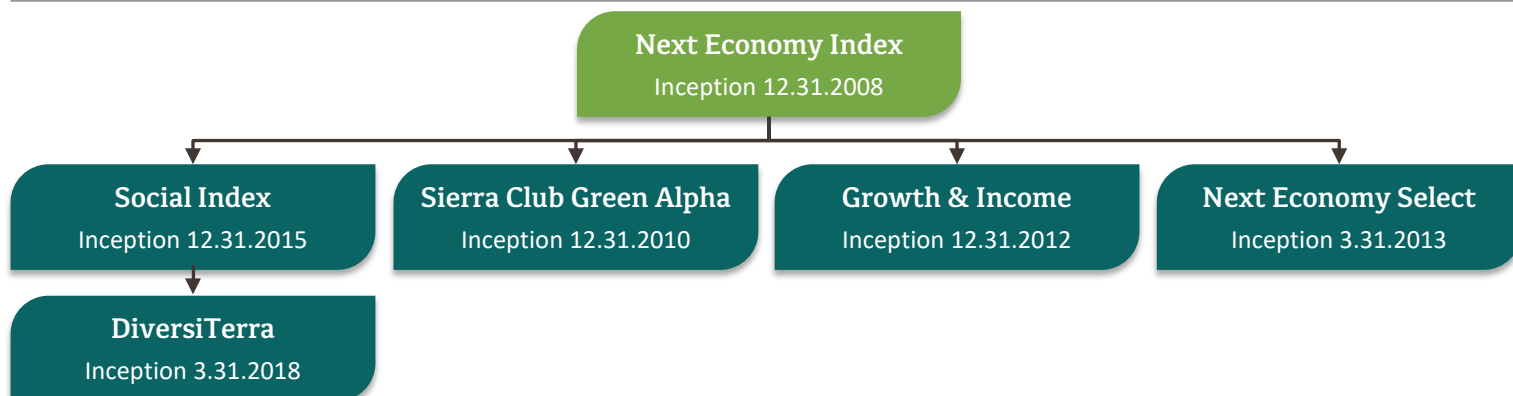 Next Economy Index
Inception 12.31.2008
Social Index
Inception 12.31.2015
Sierra Club Green Alpha
Inception 12.31.2010
Growth & Income
Inception 12.31.2012
Next Economy Select
Inception 3.31.2013
DiversiTerra
Inception 3.31.2018